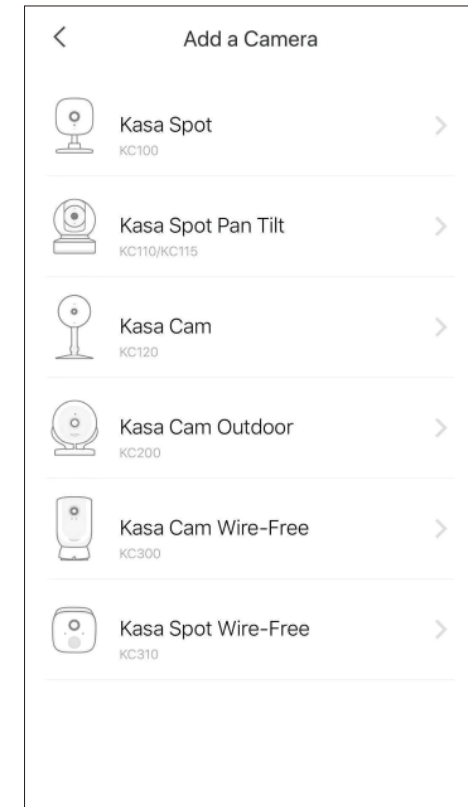 Add a Camera
Kasa Spot
KC100
Kasa Spot Pan Tilt
KC110/KC115
Kasa Cam
KC120
Kasa Cam Outdoor
KC200
Kasa Cam Wire-Free
KC300
Kasa Spot Wire-Free
KC310